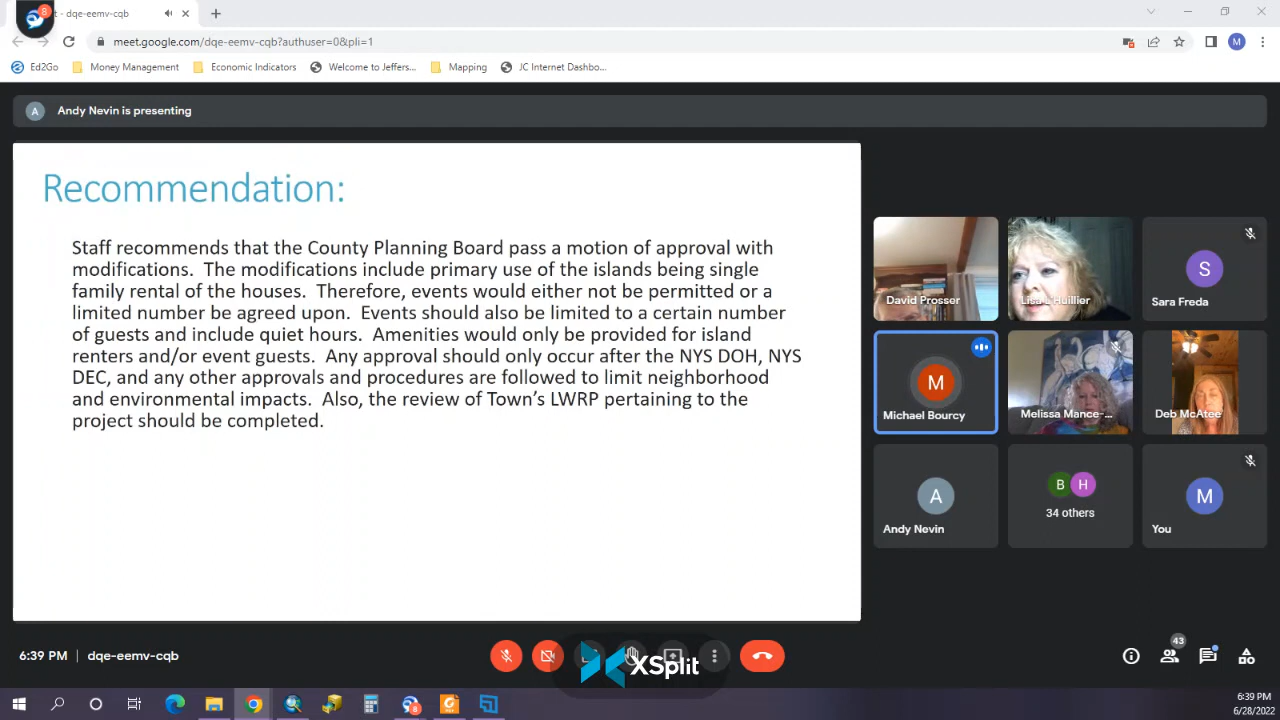 8
t - dqe-eemv-cqb
meet.google.com/dqe-eemv-cqb?authuser=0&pli=1
M
Ed2Go
Money Management
Economic Indicators
Welcome to Jeffers...
Mapping
JC Internet Dashbo...
A
Andy Nevin is presenting
Recommendation:
Staff recommends that the County Planning Board pass a motion of approval with
modifications.  The modifications include primary use of the islands being single
family rental of the houses.  Therefore, events would either not be permitted or a
limited number be agreed upon.  Events should also be limited to a certain number
of guests and include quiet hours.  Amenities would only be provided for island
renters and/or event guests.  Any approval should only occur after the NYS DOH, NYS
DEC, and any other approvals and procedures are followed to limit neighborhood
and environmental impacts.  Also, the review of Town's LWRP pertaining to the
project should be completed.
David Prosser
Lisa L'Huillier
S
Sara Freda
M
Michael Bourcy
Melissa Mance-...
Deb McAtee
A
Andy Nevin
B H
34 others
M
You
6:39 PM | dqe-eemv-cqb
XSplit
43
8
6:39 PM
6/28/2022